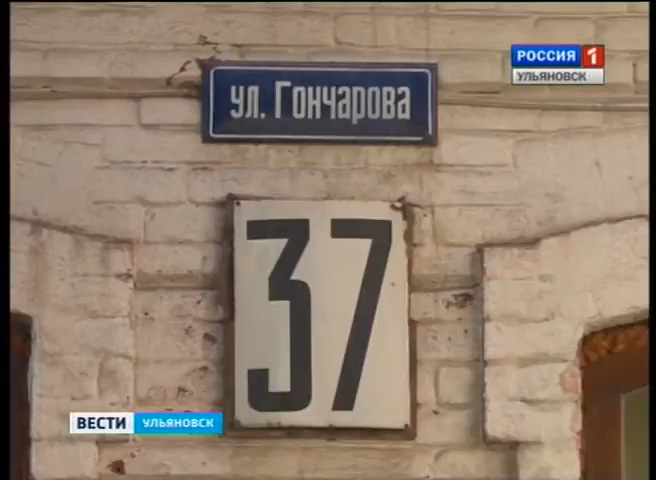 ул. Гончарова
РОССИЯ 1
УЛЬЯНОВСК
37
ВЕСТИ УЛЬЯНОВСК